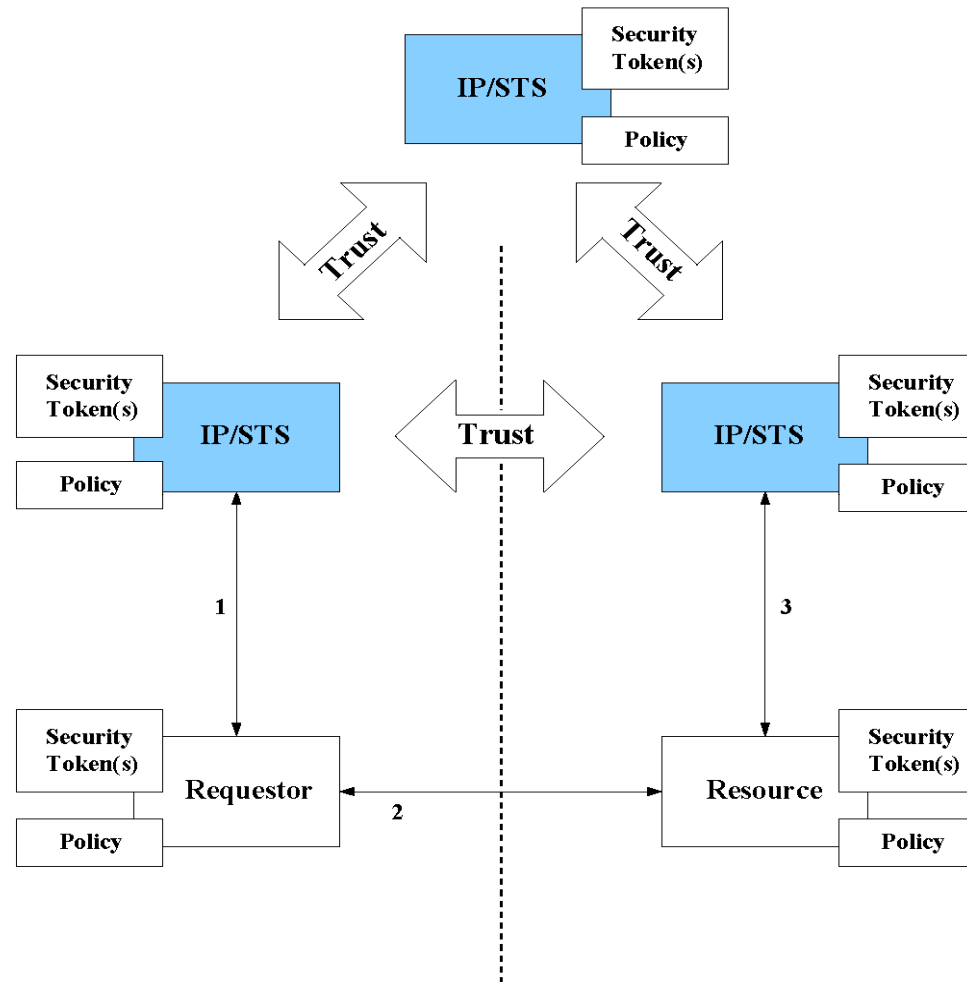 Security
Token(s)
IP/STS
Policy
Trust
Trust
Security
Token(s)
IP/STS
Policy
Trust
Security
Token(s)
IP/STS
Policy
1
3
Security
Token(s)
Requestor
Policy
2
Security
Token(s)
Resource
Policy